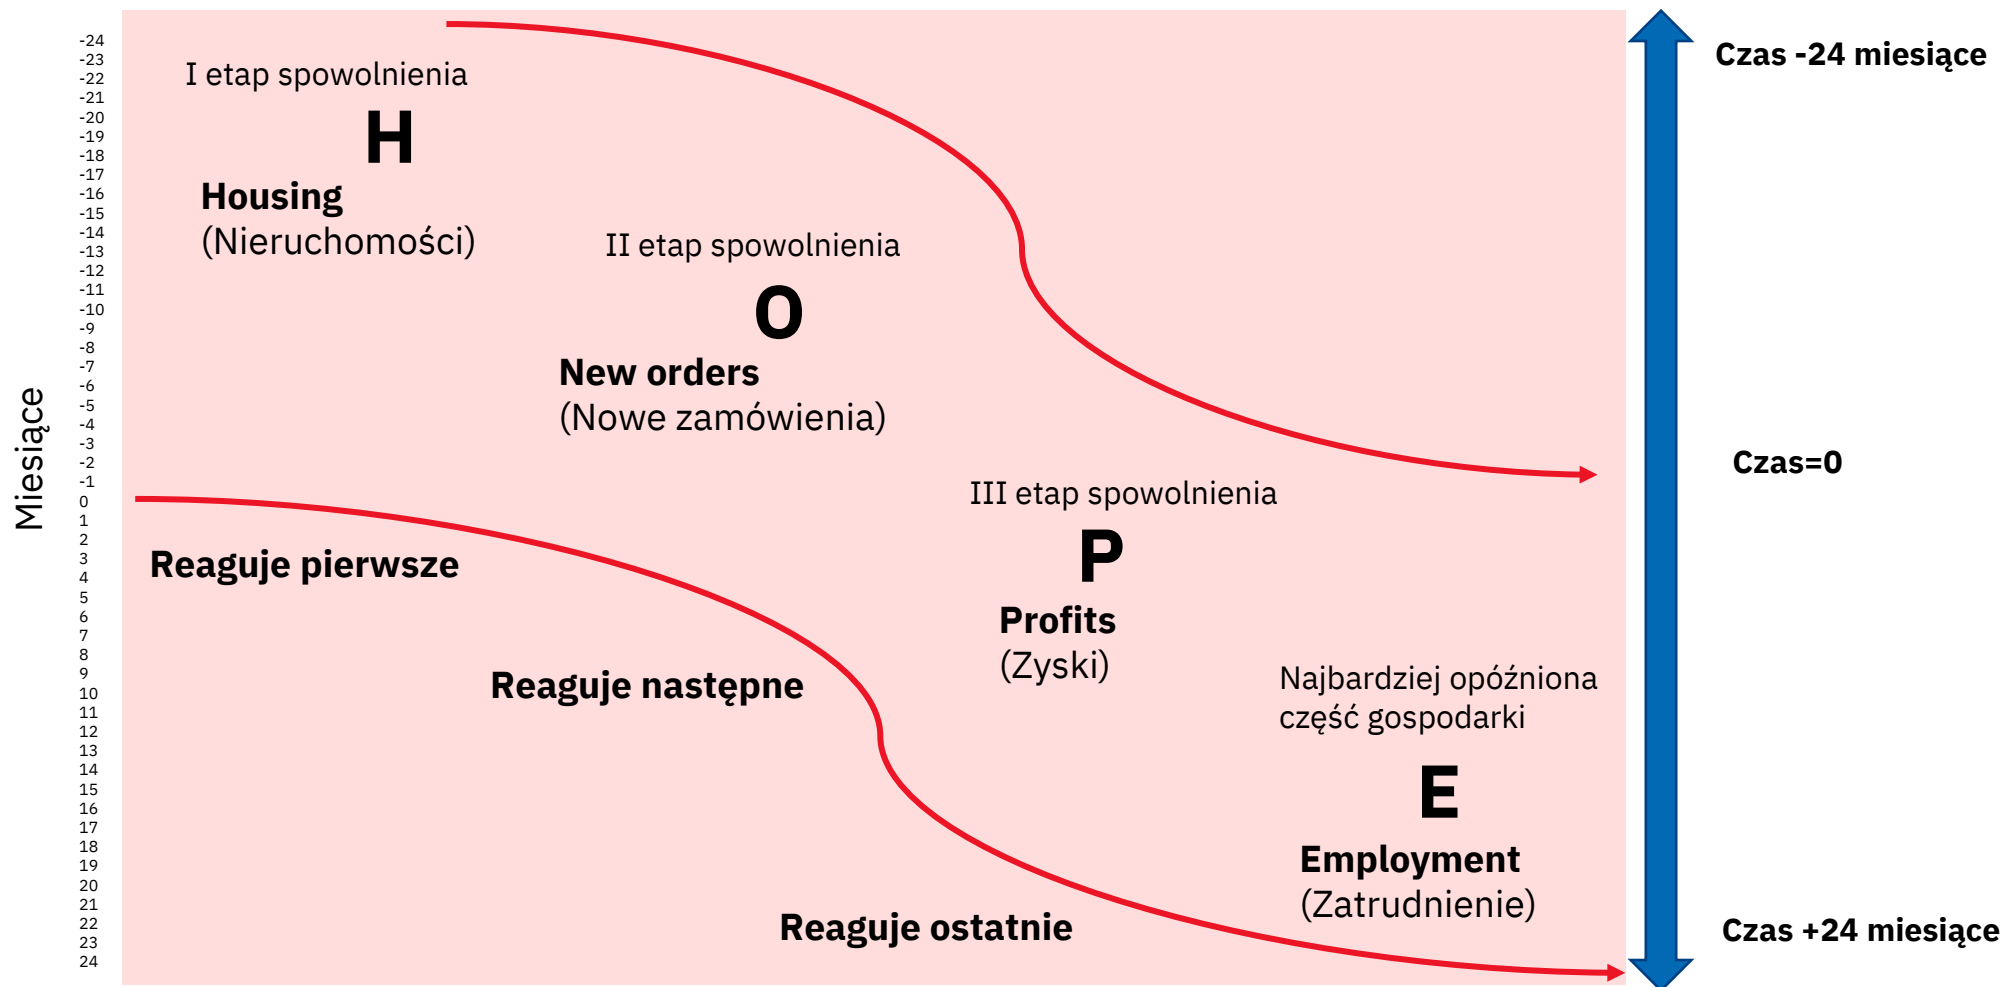 Miesiące
-24
-23
-22
-21
-20
-19
-18
-17
-16
-15
-14
-13
-12
-11
-10
-9
-8
-7
-6
-5
-4
-3
-2
-1
0
1
2
3
4
5
6
7
8
9
10
11
12
13
14
15
16
17
18
19
20
21
22
23
24
I etap spowolnienia
H
Housing
(Nieruchomości)
II etap spowolnienia
O
New orders
(Nowe zamówienia)
III etap spowolnienia
P
Profits
(Zyski)
Najbardziej opóźniona
część gospodarki
E
Employment
(Zatrudnienie)
Reaguje pierwsze
Reaguje następne
Reaguje ostatnie
Czas -24 miesiące
Czas=0
Czas +24 miesiące